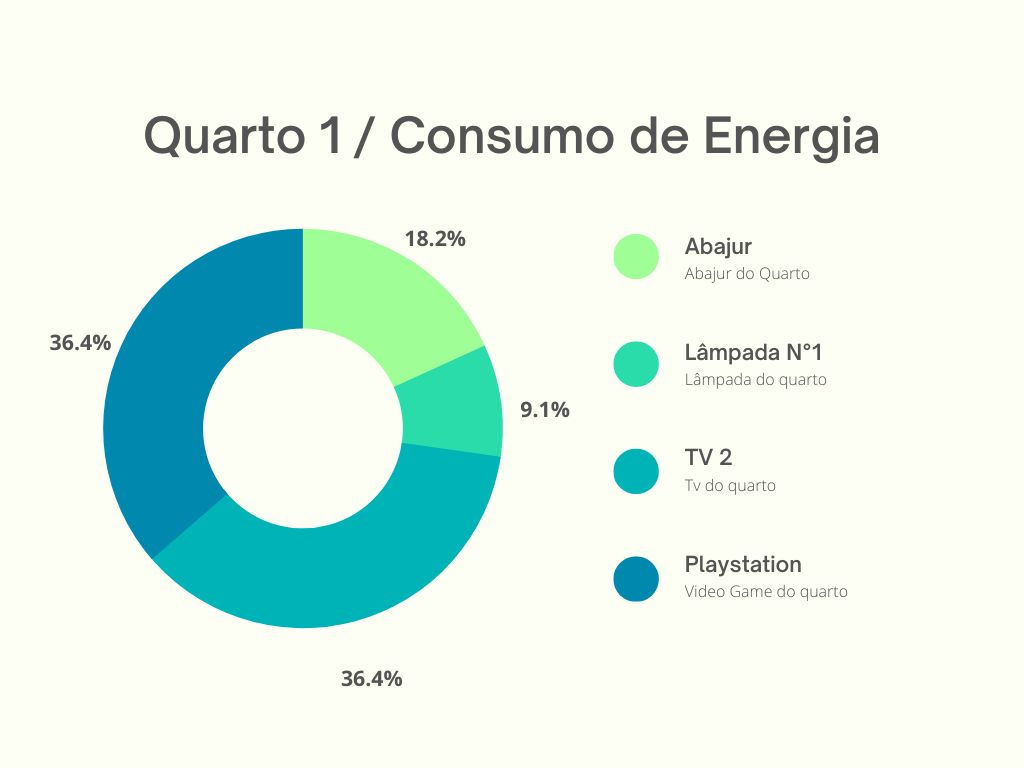 Quarto 1 / Consumo de Energia
18.2%
36.4%
9.1%
36.4%
Abajur
Abajur do Quarto
Lâmpada N°1
Lâmpada do quarto
TV 2
Tv do quarto
Playstation
Video Game do quarto